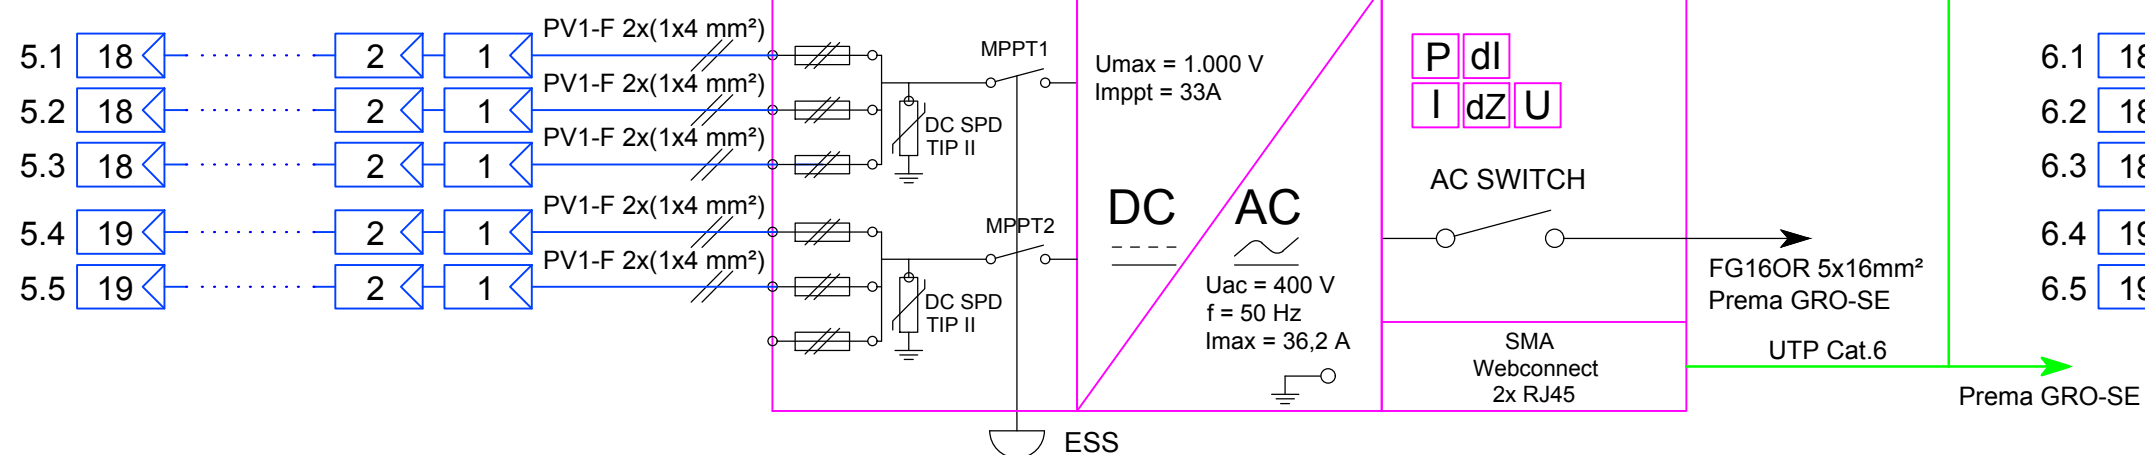 5.1 18 2 1 PV1-F 2x(1x4 mm²)
5.2 18 2 1 PV1-F 2x(1x4 mm²)
5.3 18 2 1 PV1-F 2x(1x4 mm²)
5.4 19 2 1 PV1-F 2x(1x4 mm²)
5.5 19 2 1 PV1-F 2x(1x4 mm²)
MPPT1
DC SPD
TIP II
MPPT2
DC SPD
TIP II
ESS
Umax = 1.000 V
Imppt = 33A
DC
AC
Uac = 400 V
f = 50 Hz
Imax = 36,2 A
P dI
I dZ U
AC SWITCH
SMA
Webconnect
2x RJ45
FG16OR 5x16mm²
Prema GRO-SE
UTP Cat.6
Prema GRO-SE
6.1 18
6.2 18
6.3 18
6.4 19
6.5 19